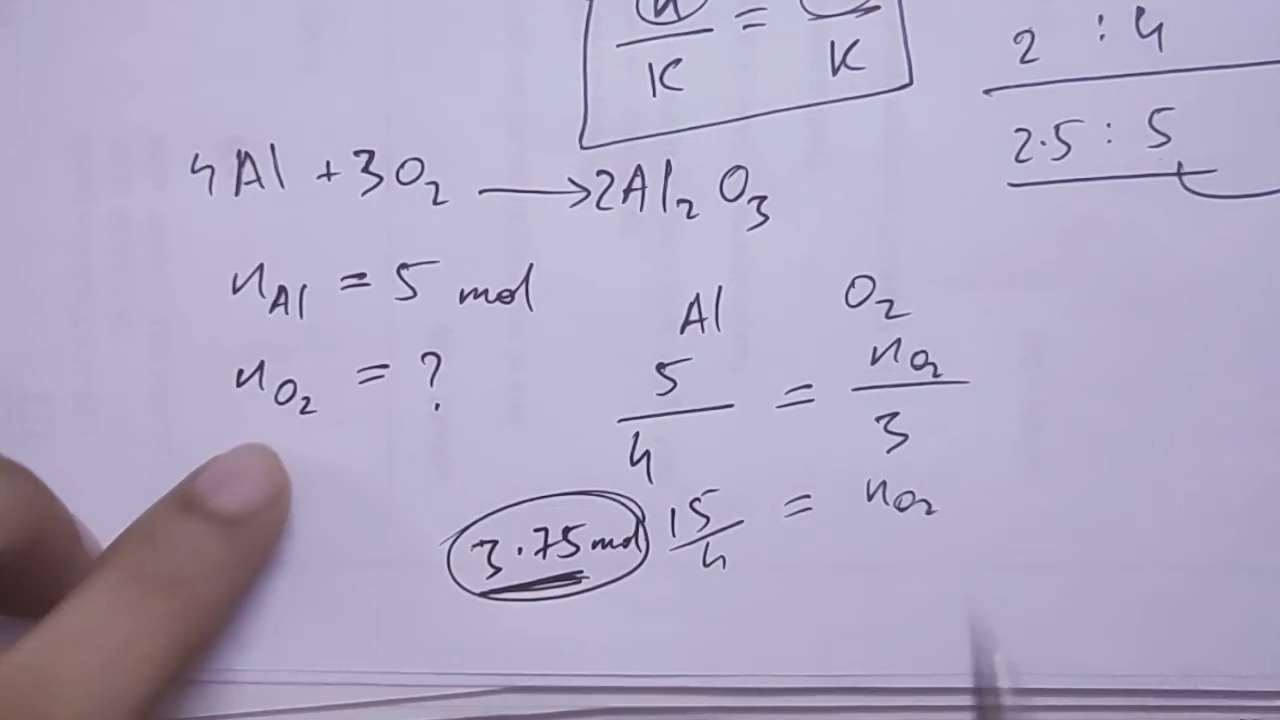 n/K = /K
2 : 4
2.5 : 5
4Al + 3O₂ ⟶ 2Al₂O₃
nAl = 5 mol
nO₂ = ?
Al O₂
5/4 = nO₂/3
3.75 mol 15/4 = nO₂